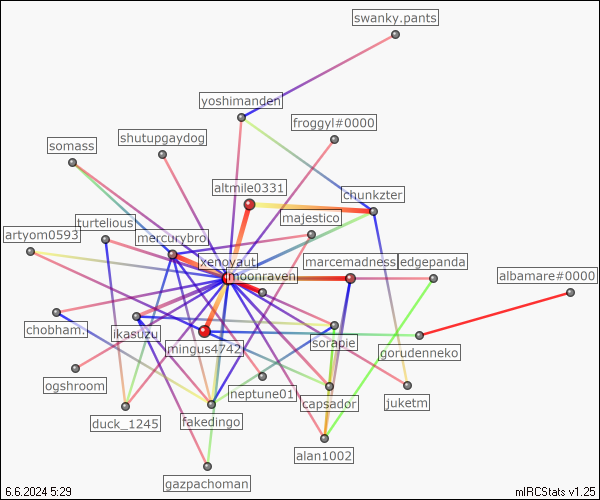 swanky.pants
yoshimanden
froggyl#0000
shutupgaydog
somass
altmile0331
chunkzter
turtelious
majestico
artyom0593
mercurybro.
xenoyaut
marcemadness
edgepanda
moonraven
albamare#0000
chobham.
ikasuzu
mingus4742
sorapie
gorudenneko
ogshroom
neptune01
capsador
juketm
duck_1245
fakedingo
alan1002
gazpachoman
6.6.2024 5:29
mIRCStats v1.25